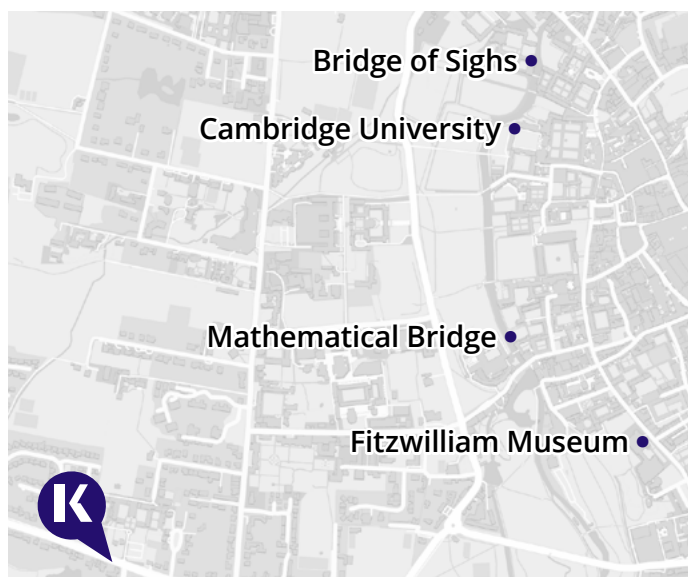 Bridge of Sighs
Cambridge University
Mathematical Bridge
Fitzwilliam Museum
K